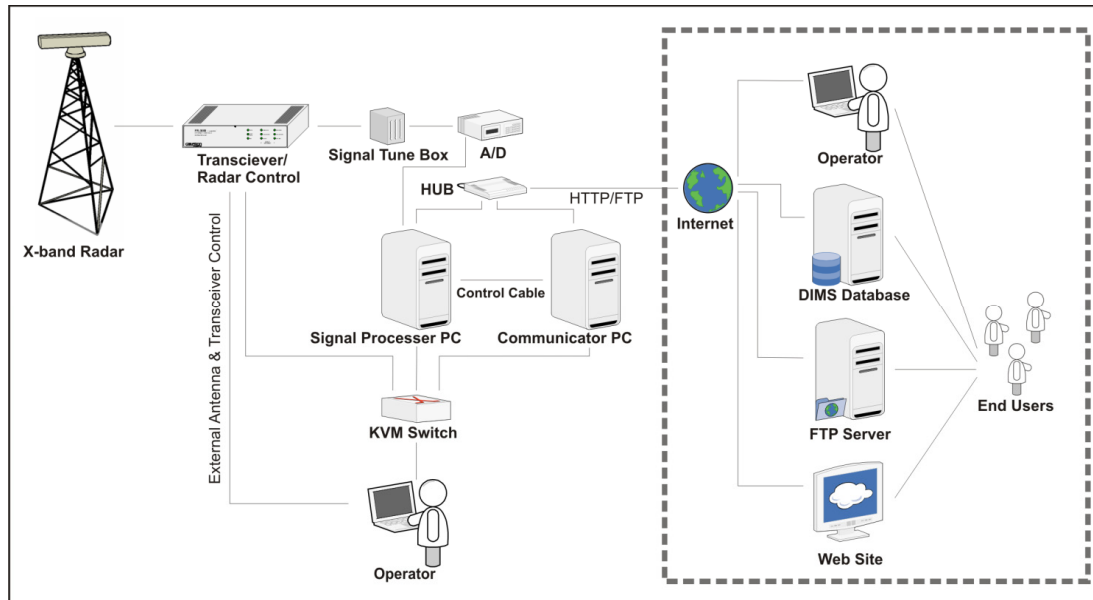 X-band Radar
Transciever/
Radar Control
Signal Tune Box
A/D
HUB
HTTP/FTP
Internet
Signal Processer PC
Control Cable
Communicator PC
External Antenna & Transceiver Control
KVM Switch
Operator
Operator
DIMS Database
FTP Server
Web Site
End Users